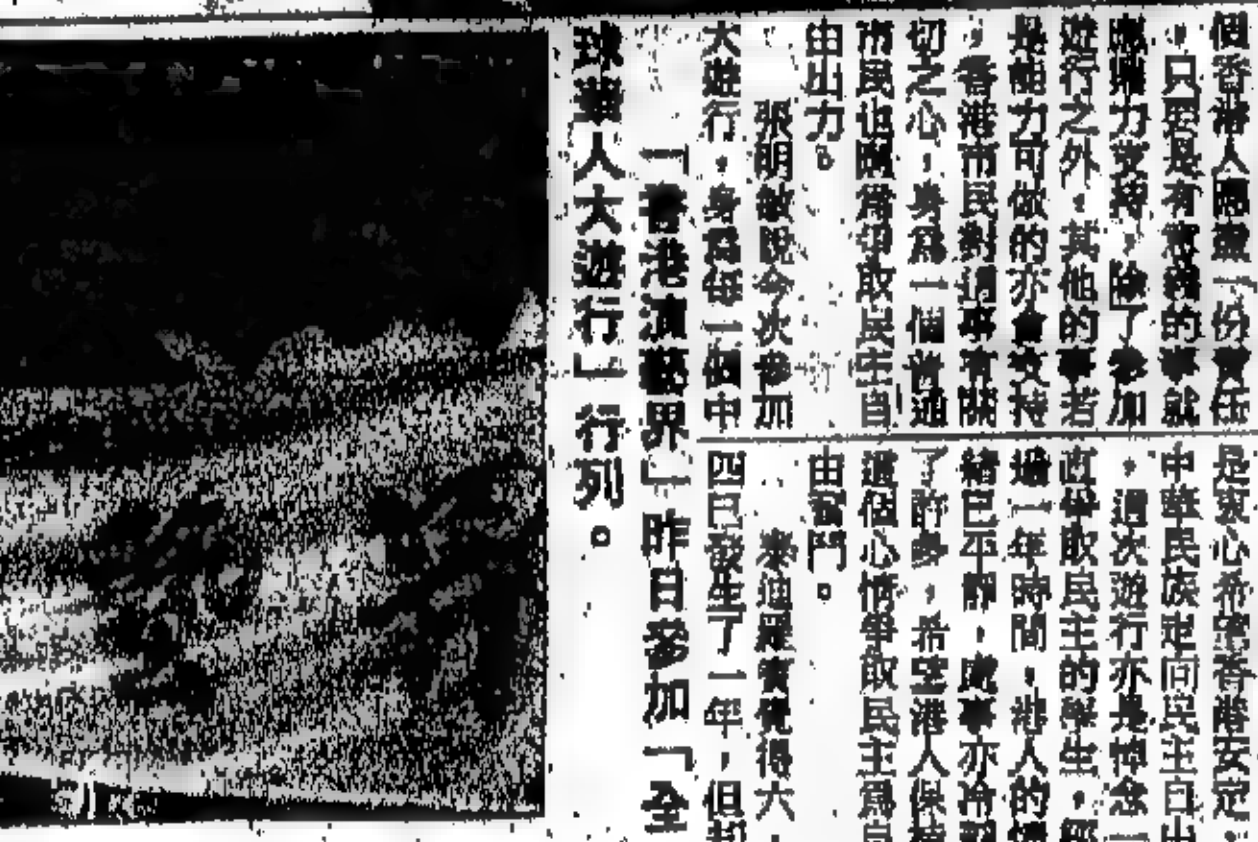 個香港人　一份責任
，只要是有意義的事就
應盡力支持，除了參加
遊行之外，其他的事若
是能力可做的亦會支持
，香港市民對這事有關
切之心，身為一個普通
市民也願為爭取民主自
由出力。
張明敏說今次參加
大遊行，身為每一個中
是衷心希望香港安定，
中華民族走向民主自由
，這次遊行亦是悼念一
直爭取民主的學生，經
過一年時間，港人的情
緒已平靜，處事亦冷靜
了許多，希望港人保持
這個心情爭取民主為自
由奮鬥。
覺得六．
四已發生了一年，但却
「香港演藝界」昨日參加「全
球華人大遊行」行列。